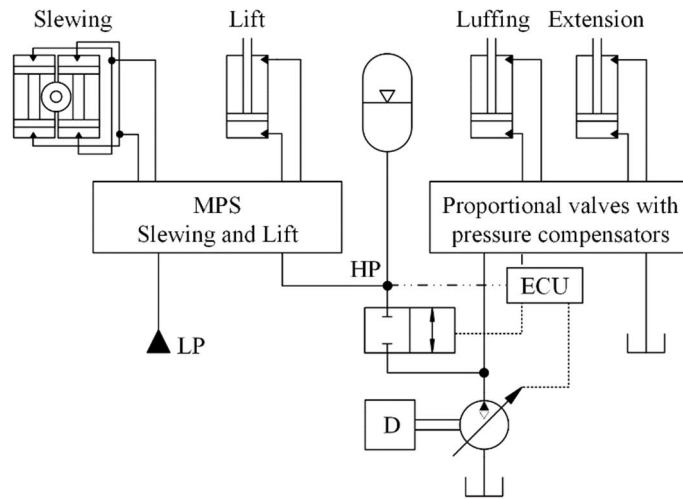 Slewing
Lift
Luffing
Extension
MPS
Slewing and Lift
Proportional valves with
pressure compensators
HP
ECU
LP
D